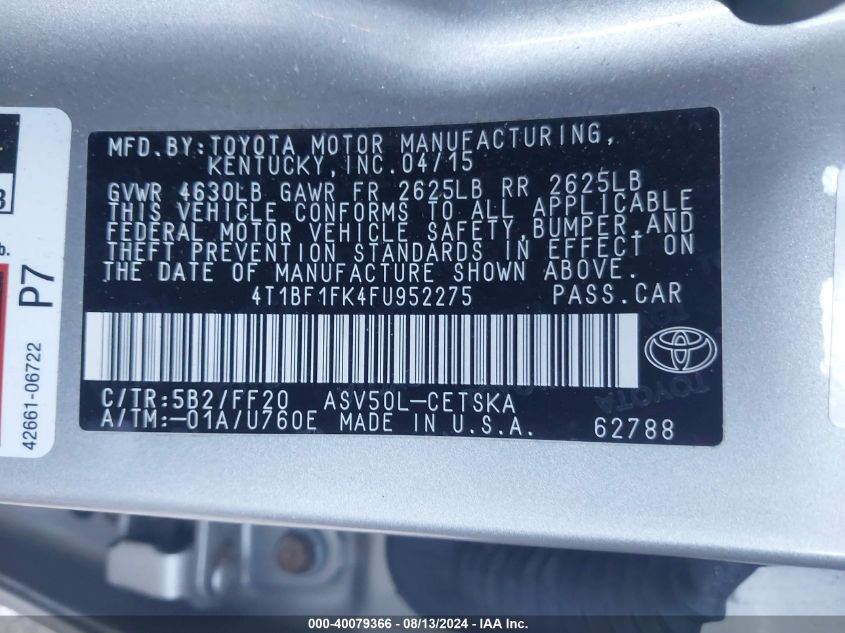 MFD.BY:TOYOTA MOTOR MANUFACTURING,
KENTUCKY,INC.04/15
GVWR 4630LB GAWR FR 2625LB RR 2625LB
THIS VEHICLE CONFORMS TO ALL APPLICABLE
FEDERAL MOTOR VEHICLE SAFETY,BUMPER,AND
THEFT PREVENTION STANDARDS IN EFFECT ON
THE DATE OF MANUFACTURE SHOWN ABOVE.
4T1BF1FK4FU952275 PASS.CAR
C/TR:5B2/FF20 ASV50L-CETSKA
A/TM:-01A/U760E MADE IN U.S.A. 62788
TOYOTA
b.
P7
42661-06722
000-40079366 - 08/13/2024 - IAAI, Inc.